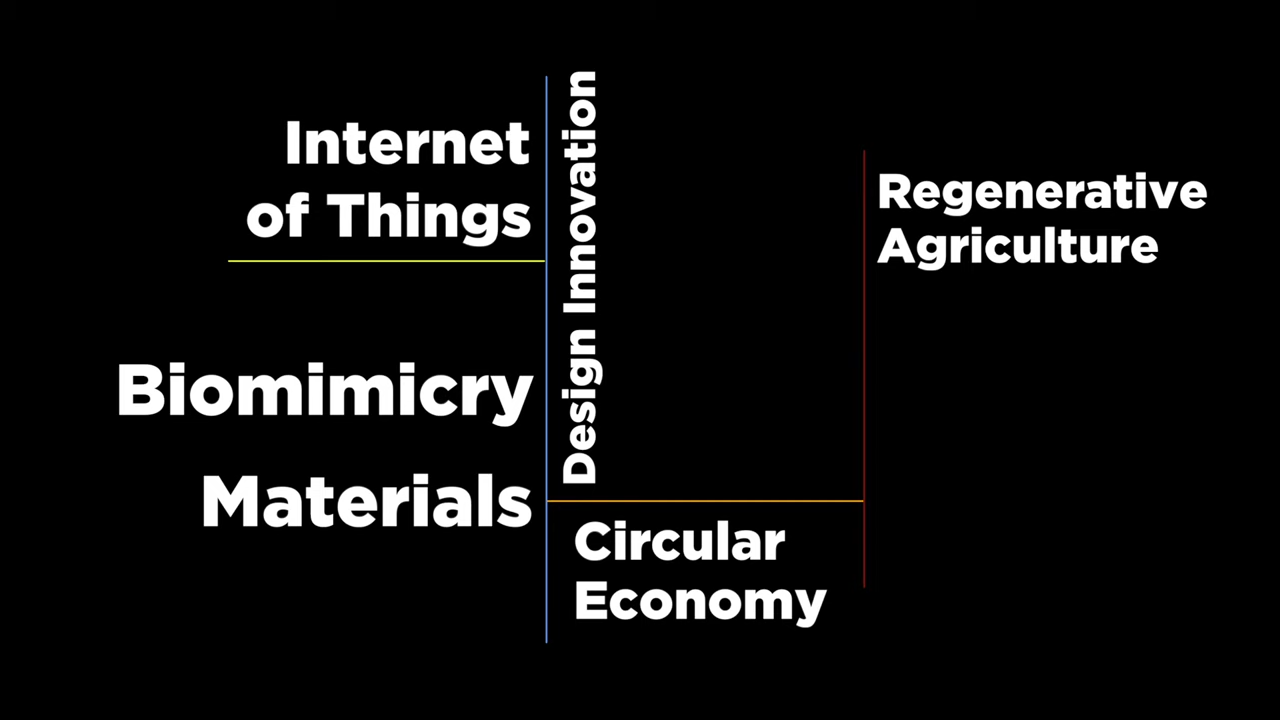 Internet
of Things
Biomimicry
Materials
Design Innovation
Circular
Economy
Regenerative
Agriculture